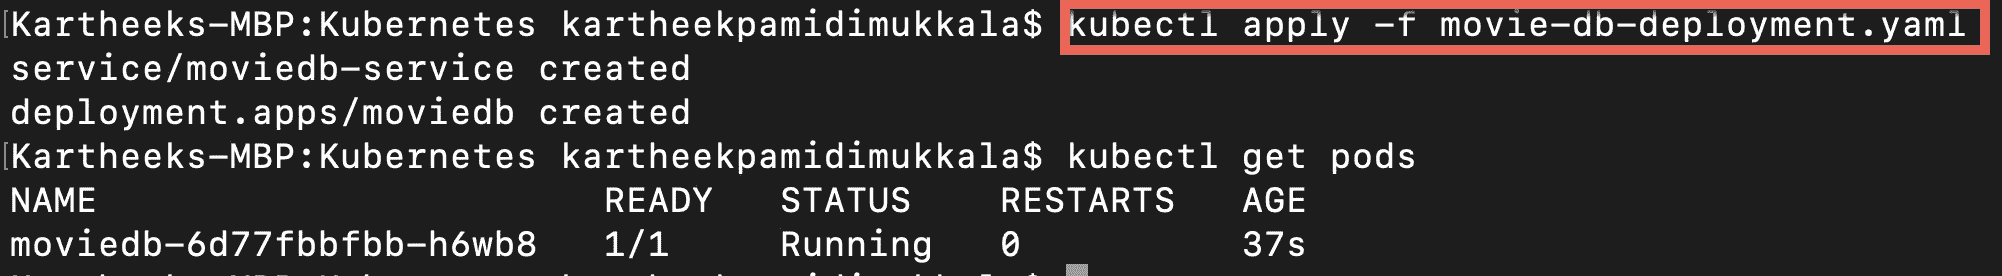 [Kartheeks-MBP:Kubernetes kartheekpamidimukkala$ kubectl apply -f movie-db-deployment.yaml
service/moviedb-service created
deployment.apps/moviedb created
[Kartheeks-MBP:Kubernetes kartheekpamidimukkala$ kubectl get pods
NAME READY STATUS RESTARTS AGE
moviedb-6d77fbbfbb-h6wb8 1/1 Running 0 37s